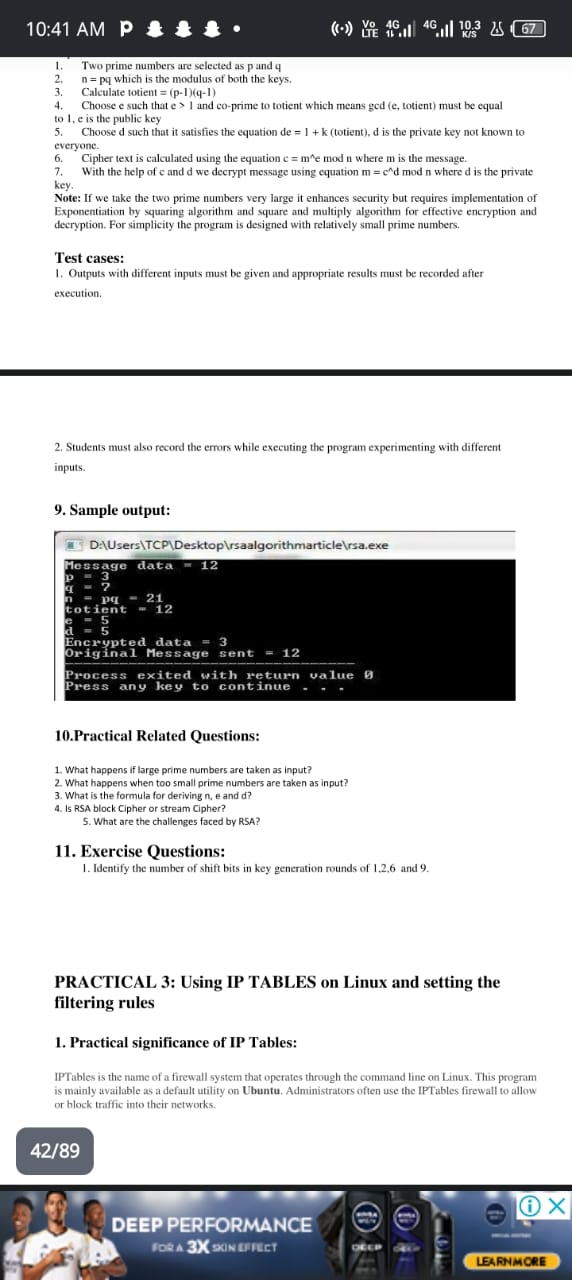 10:41 AM P
Vo LTE 4G 4G 10.3 K/S 67
1. Two prime numbers are selected as p and q
2. n = pq which is the modulus of both the keys.
3. Calculate totient = (p-1)(q-1)
4. Choose e such that e > 1 and co-prime to totient which means gcd (e, totient) must be equal
to 1, e is the public key
5. Choose d such that it satisfies the equation de = 1 + k (totient), d is the private key not known to
everyone.
6. Cipher text is calculated using the equation c = m^e mod n where m is the message.
7. With the help of c and d we decrypt message using equation m = c^d mod n where d is the private
key.
Note: If we take the two prime numbers very large it enhances security but requires implementation of
Exponentiation by squaring algorithm and square and multiply algorithm for effective encryption and
decryption. For simplicity the program is designed with relatively small prime numbers.
Test cases:
1. Outputs with different inputs must be given and appropriate results must be recorded after
execution.
2. Students must also record the errors while executing the program experimenting with different
inputs.
9. Sample output:
D:\Users\TCP\Desktop\rsaalgorithmarticle\rsa.exe
Message data = 12
p = 3
q = 7
n = pq = 21
totient = 12
e = 5
d = 5
Encrypted data = 3
Original Message sent = 12
Process exited with return value 0
Press any key to continue . . .
10.Practical Related Questions:
1. What happens if large prime numbers are taken as input?
2. What happens when too small prime numbers are taken as input?
3. What is the formula for deriving n, e and d?
4. Is RSA block Cipher or stream Cipher?
5. What are the challenges faced by RSA?
11. Exercise Questions:
1. Identify the number of shift bits in key generation rounds of 1,2,6 and 9.
PRACTICAL 3: Using IP TABLES on Linux and setting the
filtering rules
1. Practical significance of IP Tables:
IPTables is the name of a firewall system that operates through the command line on Linux. This program
is mainly available as a default utility on Ubuntu. Administrators often use the IPTables firewall to allow
or block traffic into their networks.
42/89
DEEP PERFORMANCE
FOR A 3X SKIN EFFECT
NIVEA
MEN
NIVEA
MEN
DEEP
LEARN MORE